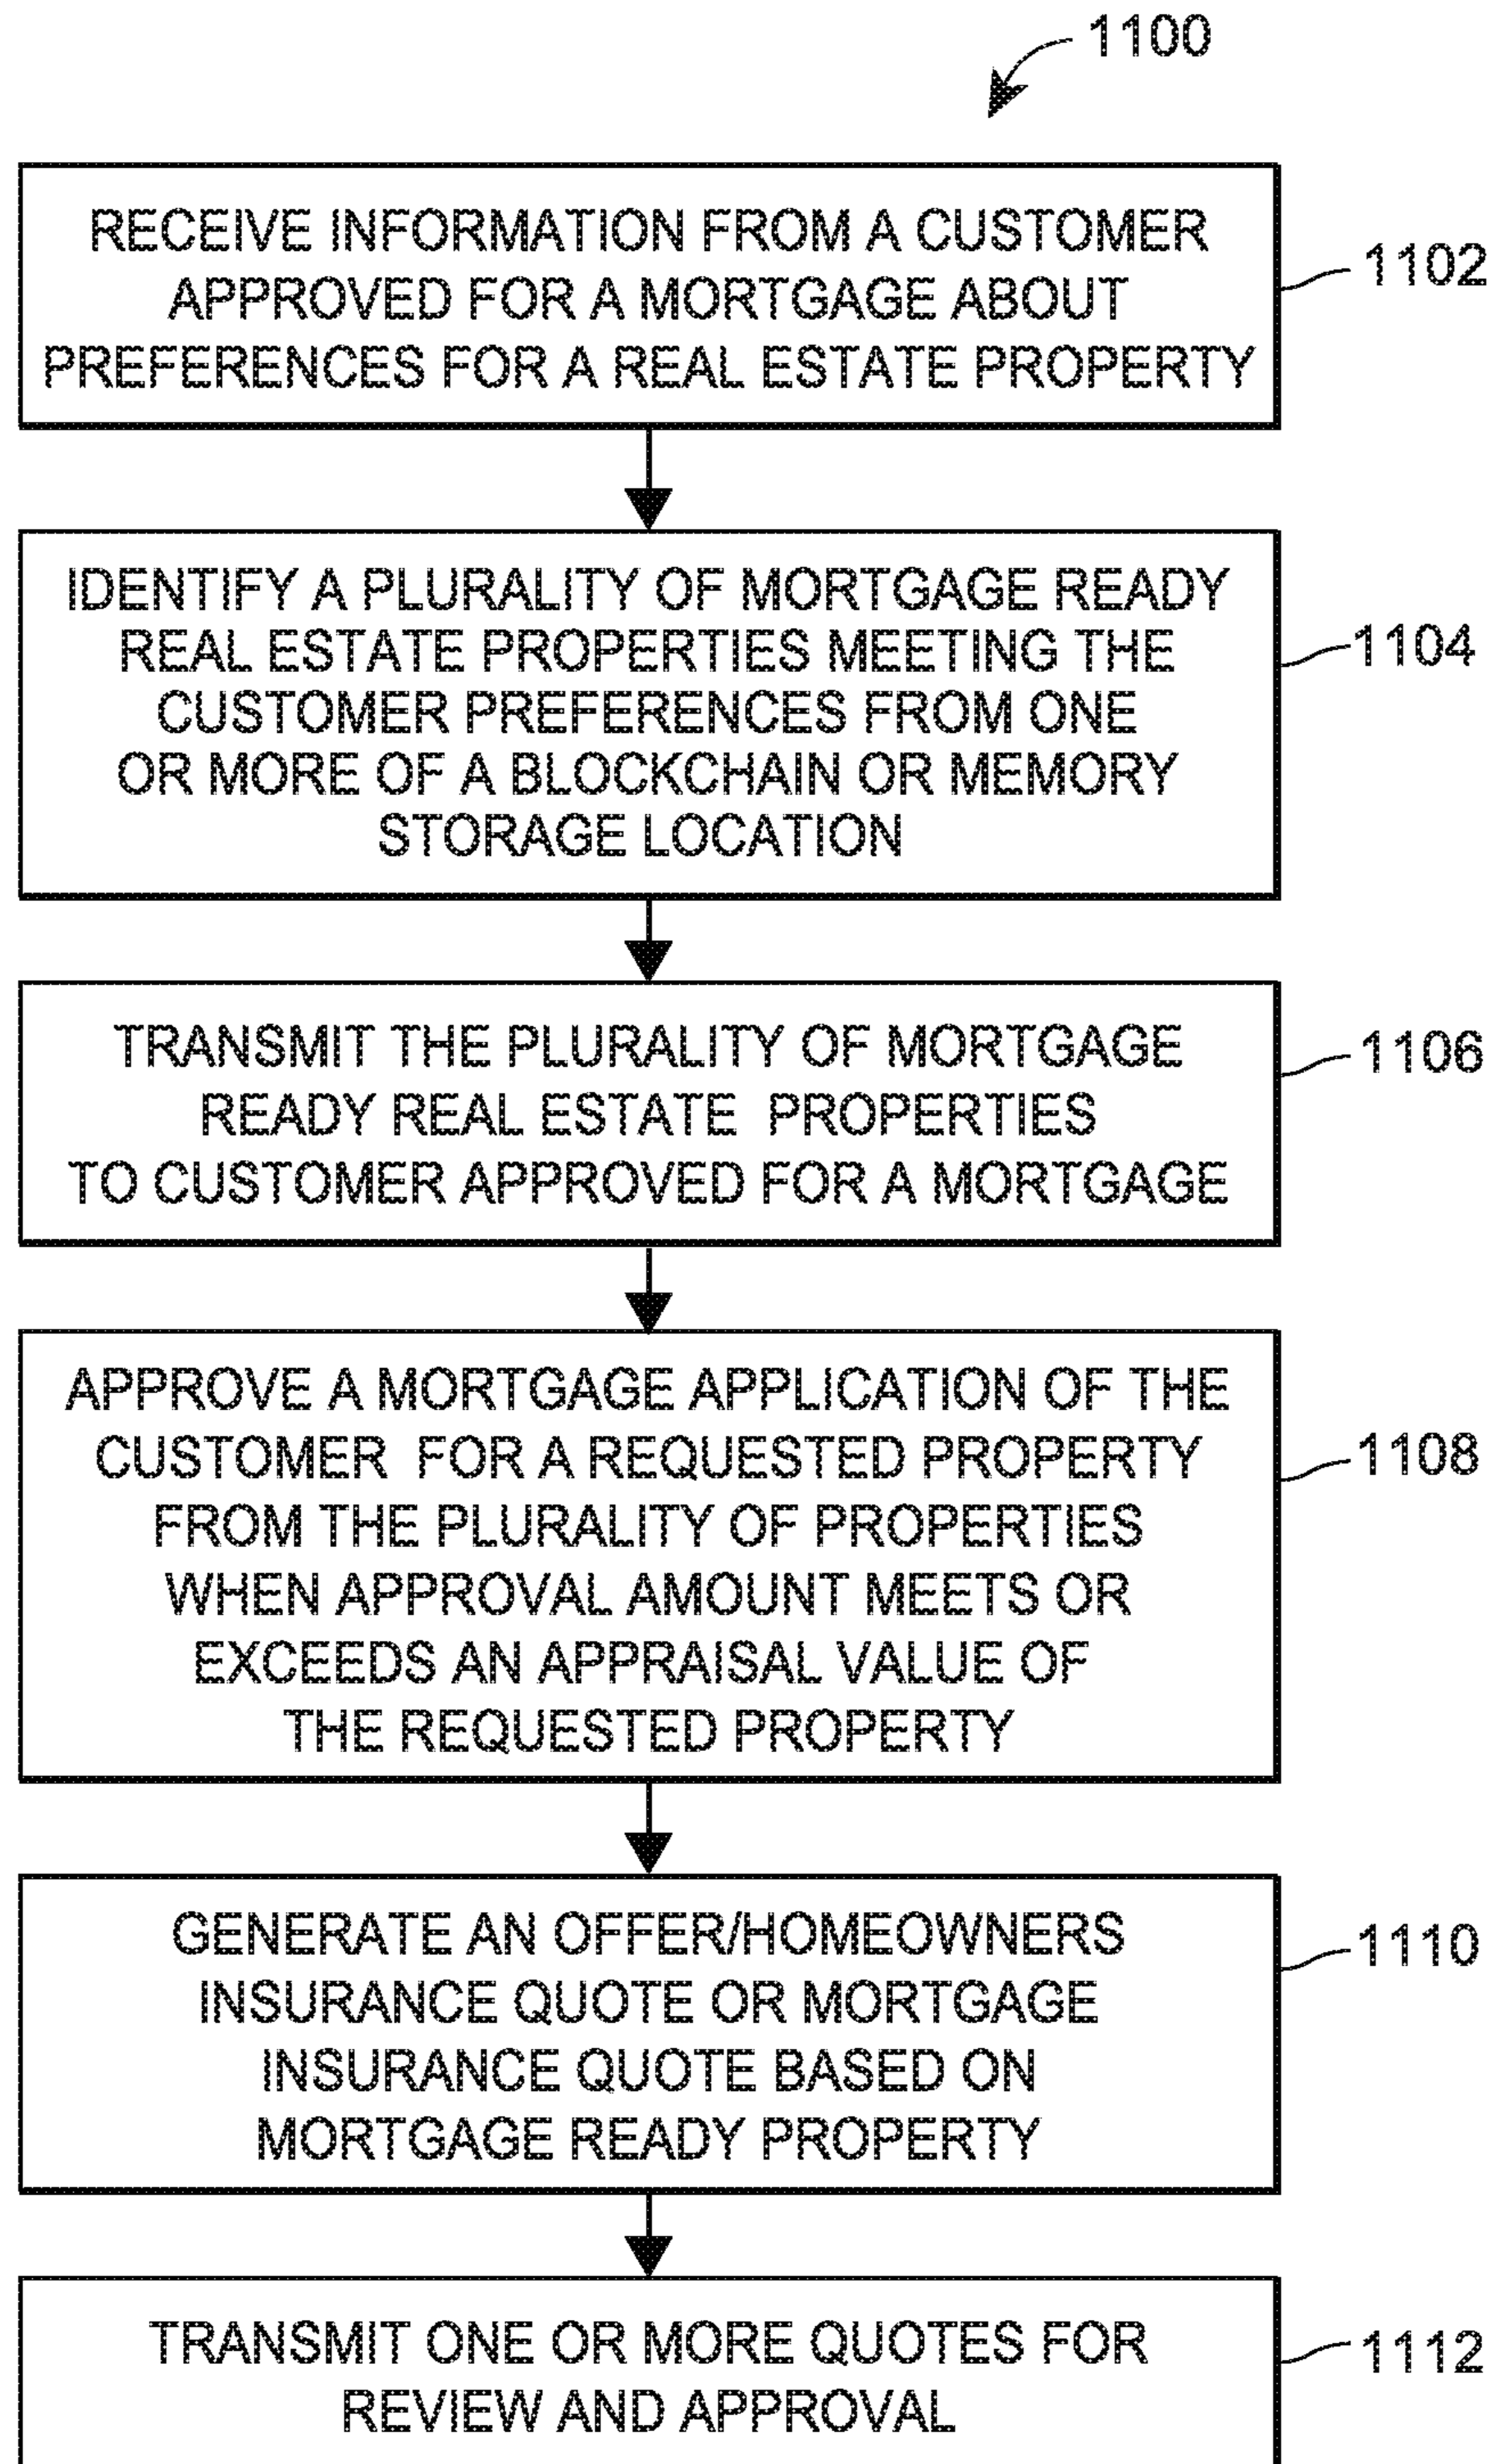 1100
RECEIVE INFORMATION FROM A CUSTOMER
APPROVED FOR A MORTGAGE ABOUT
PREFERENCES FOR A REAL ESTATE PROPERTY
1102
IDENTIFY A PLURALITY OF MORTGAGE READY
REAL ESTATE PROPERTIES MEETING THE
CUSTOMER PREFERENCES FROM ONE
OR MORE OF A BLOCKCHAIN OR MEMORY
STORAGE LOCATION
1104
TRANSMIT THE PLURALITY OF MORTGAGE
READY REAL ESTATE PROPERTIES
TO CUSTOMER APPROVED FOR A MORTGAGE
1106
APPROVE A MORTGAGE APPLICATION OF THE
CUSTOMER FOR A REQUESTED PROPERTY
FROM THE PLURALITY OF PROPERTIES
WHEN APPROVAL AMOUNT MEETS OR
EXCEEDS AN APPRAISAL VALUE OF
THE REQUESTED PROPERTY
1108
GENERATE AN OFFER/HOMEOWNERS
INSURANCE QUOTE OR MORTGAGE
INSURANCE QUOTE BASED ON
MORTGAGE READY PROPERTY
1110
TRANSMIT ONE OR MORE QUOTES FOR
REVIEW AND APPROVAL
1112